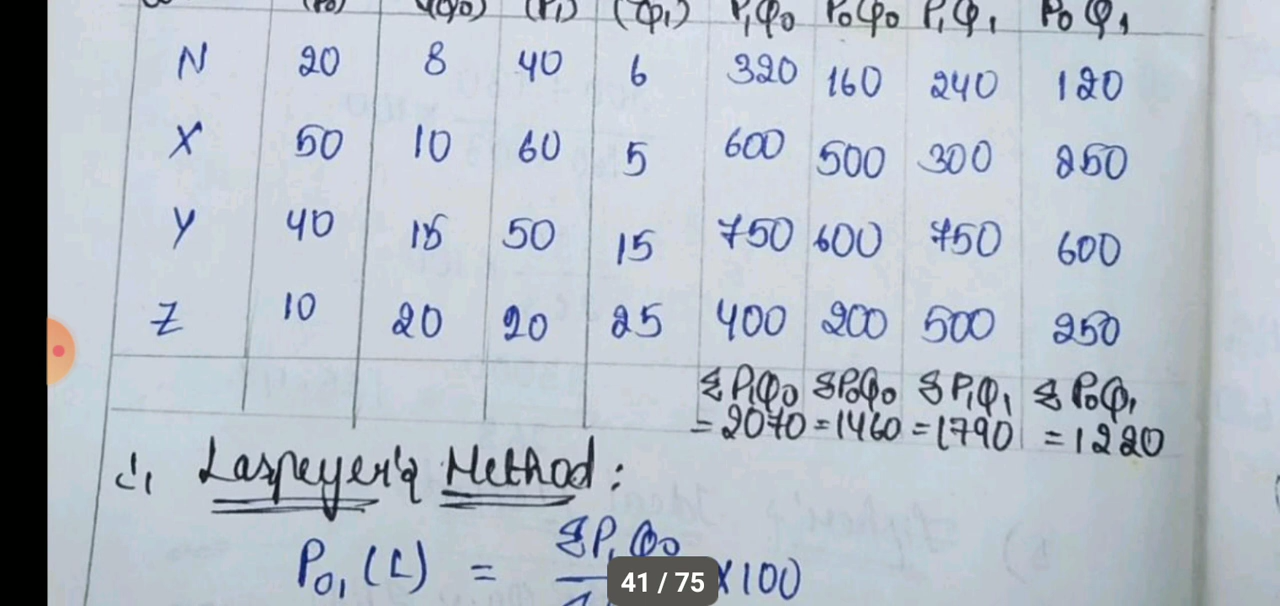 (P₀) (q₀) (P₁) (q₁) P₁q₀ P₀q₀ P₁q₁ P₀q₁
N 20 8 40 6 320 160 240 120
X 50 10 60 5 600 500 300 250
Y 40 15 50 15 750 600 750 600
Z 10 20 20 25 400 200 500 250
ΣP₁q₀ ΣP₀q₀ ΣP₁q₁ ΣP₀q₁
=2070 =1460 =1790 =1220
Laspeyer's Method :
P₀₁ (L) = ΣP₁q₀ ×100
41 / 75